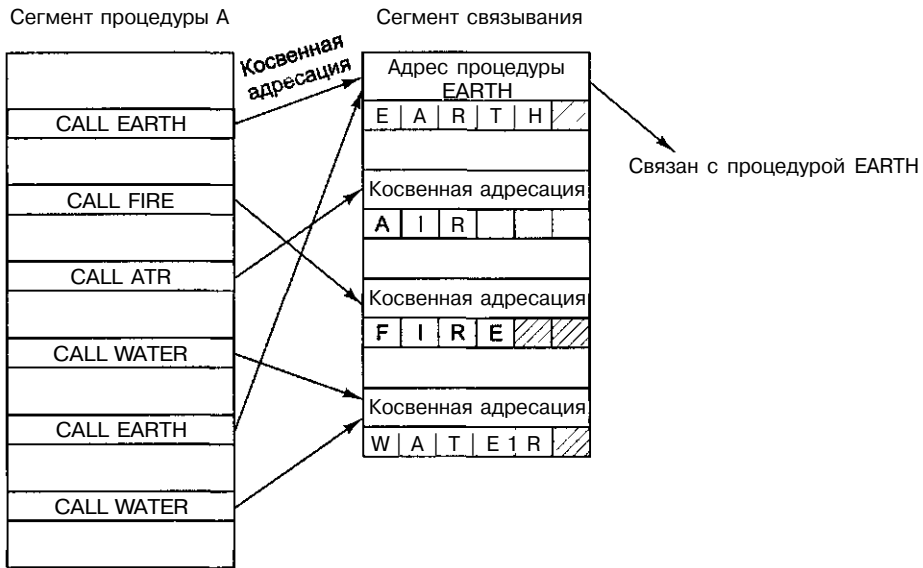 Сегмент процедуры А
Сегмент связывания
Косвенная
адресация
CALL EARTH
CALL FIRE
CALL ATR
CALL WATER
CALL EARTH
CALL WATER
Адрес процедуры
EARTH
E A R T H
Косвенная адресация
A I R
Косвенная адресация
F I R E
Косвенная адресация
W A T E 1 R
Связан с процедурой EARTH